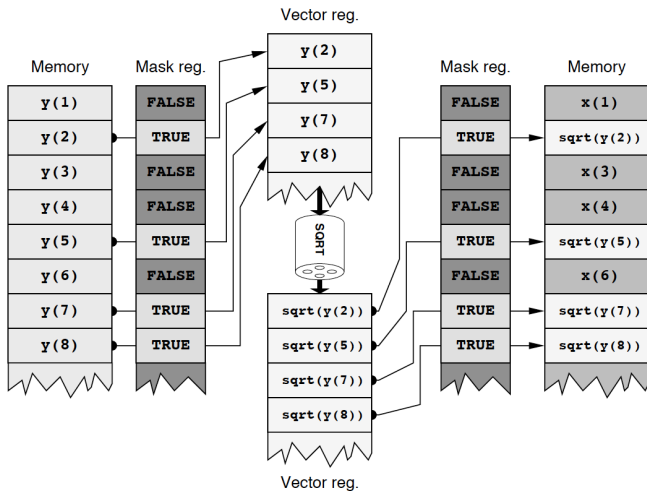 Vector reg.
Memory
Mask reg.
Mask reg.
Memory
y(1)
y(2)
y(3)
y(4)
y(5)
y(6)
y(7)
y(8)
FALSE
TRUE
FALSE
FALSE
TRUE
FALSE
TRUE
TRUE
y(2)
y(5)
y(7)
y(8)
SQRT
sqrt(y(2))
sqrt(y(5))
sqrt(y(7))
sqrt(y(8))
Vector reg.
FALSE
TRUE
FALSE
FALSE
TRUE
FALSE
TRUE
TRUE
x(1)
sqrt(y(2))
x(3)
x(4)
sqrt(y(5))
x(6)
sqrt(y(7))
sqrt(y(8))